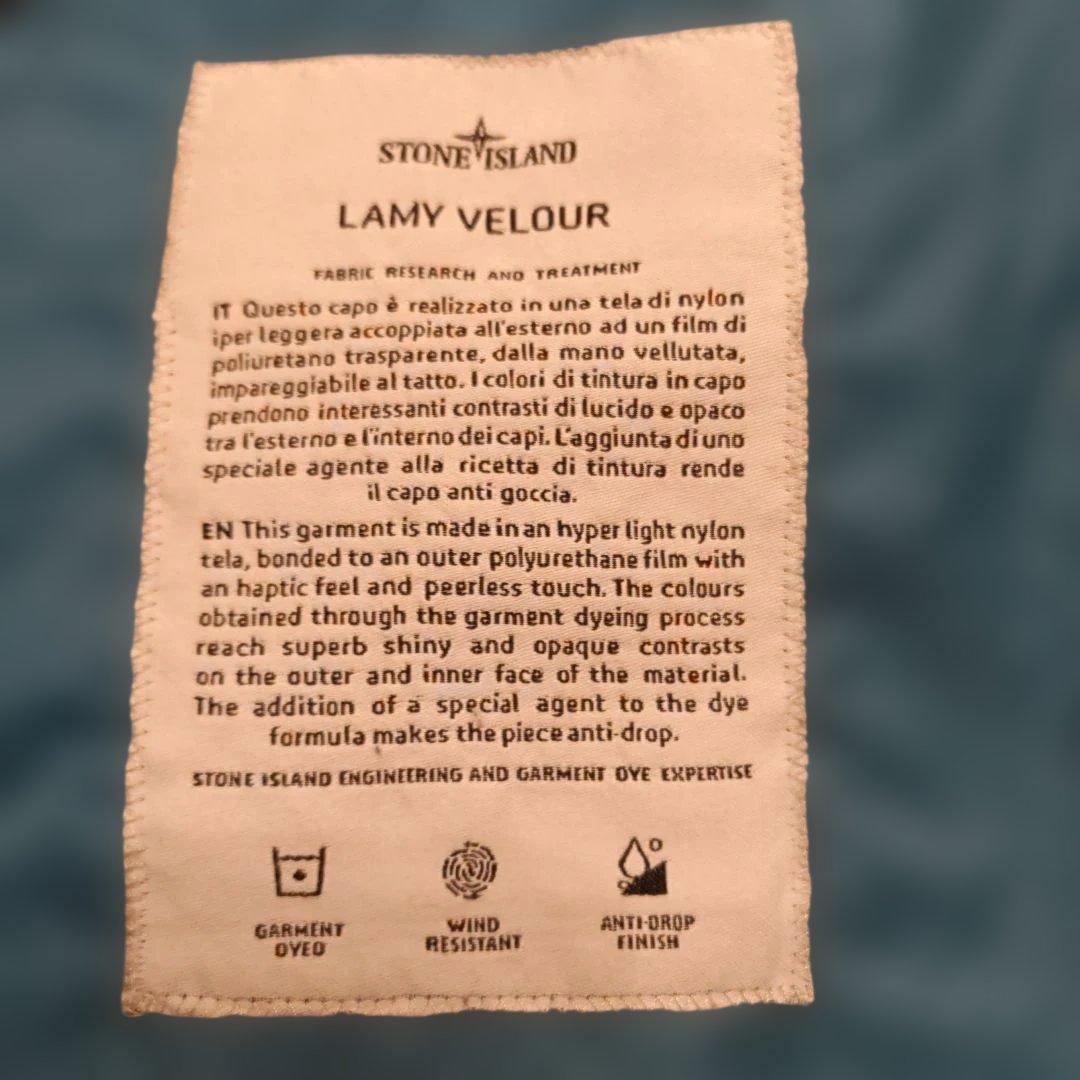 STONE ISLAND
LAMY VELOUR
FABRIC RESEARCH AND TREATMENT
IT Questo capo è realizzato in una tela di nylon
iper leggera accoppiata all'esterno ad un film di
poliuretano trasparente, dalla mano vellutata,
impareggiabile al tatto. I colori di tintura in capo
prendono interessanti contrasti di lucido e opaco
tra l'esterno e l'interno dei capi. L'aggiunta di uno
speciale agente alla ricetta di tintura rende
il capo anti goccia.
EN This garment is made in an hyper light nylon
tela, bonded to an outer polyurethane film with
an haptic feel and peerless touch. The colours
obtained through the garment dyeing process
reach superb shiny and opaque contrasts
on the outer and inner face of the material.
The addition of a special agent to the dye
formula makes the piece anti-drop.
STONE ISLAND ENGINEERING AND GARMENT DYE EXPERTISE
GARMENT DYED
WIND RESISTANT
ANTI-DROP FINISH